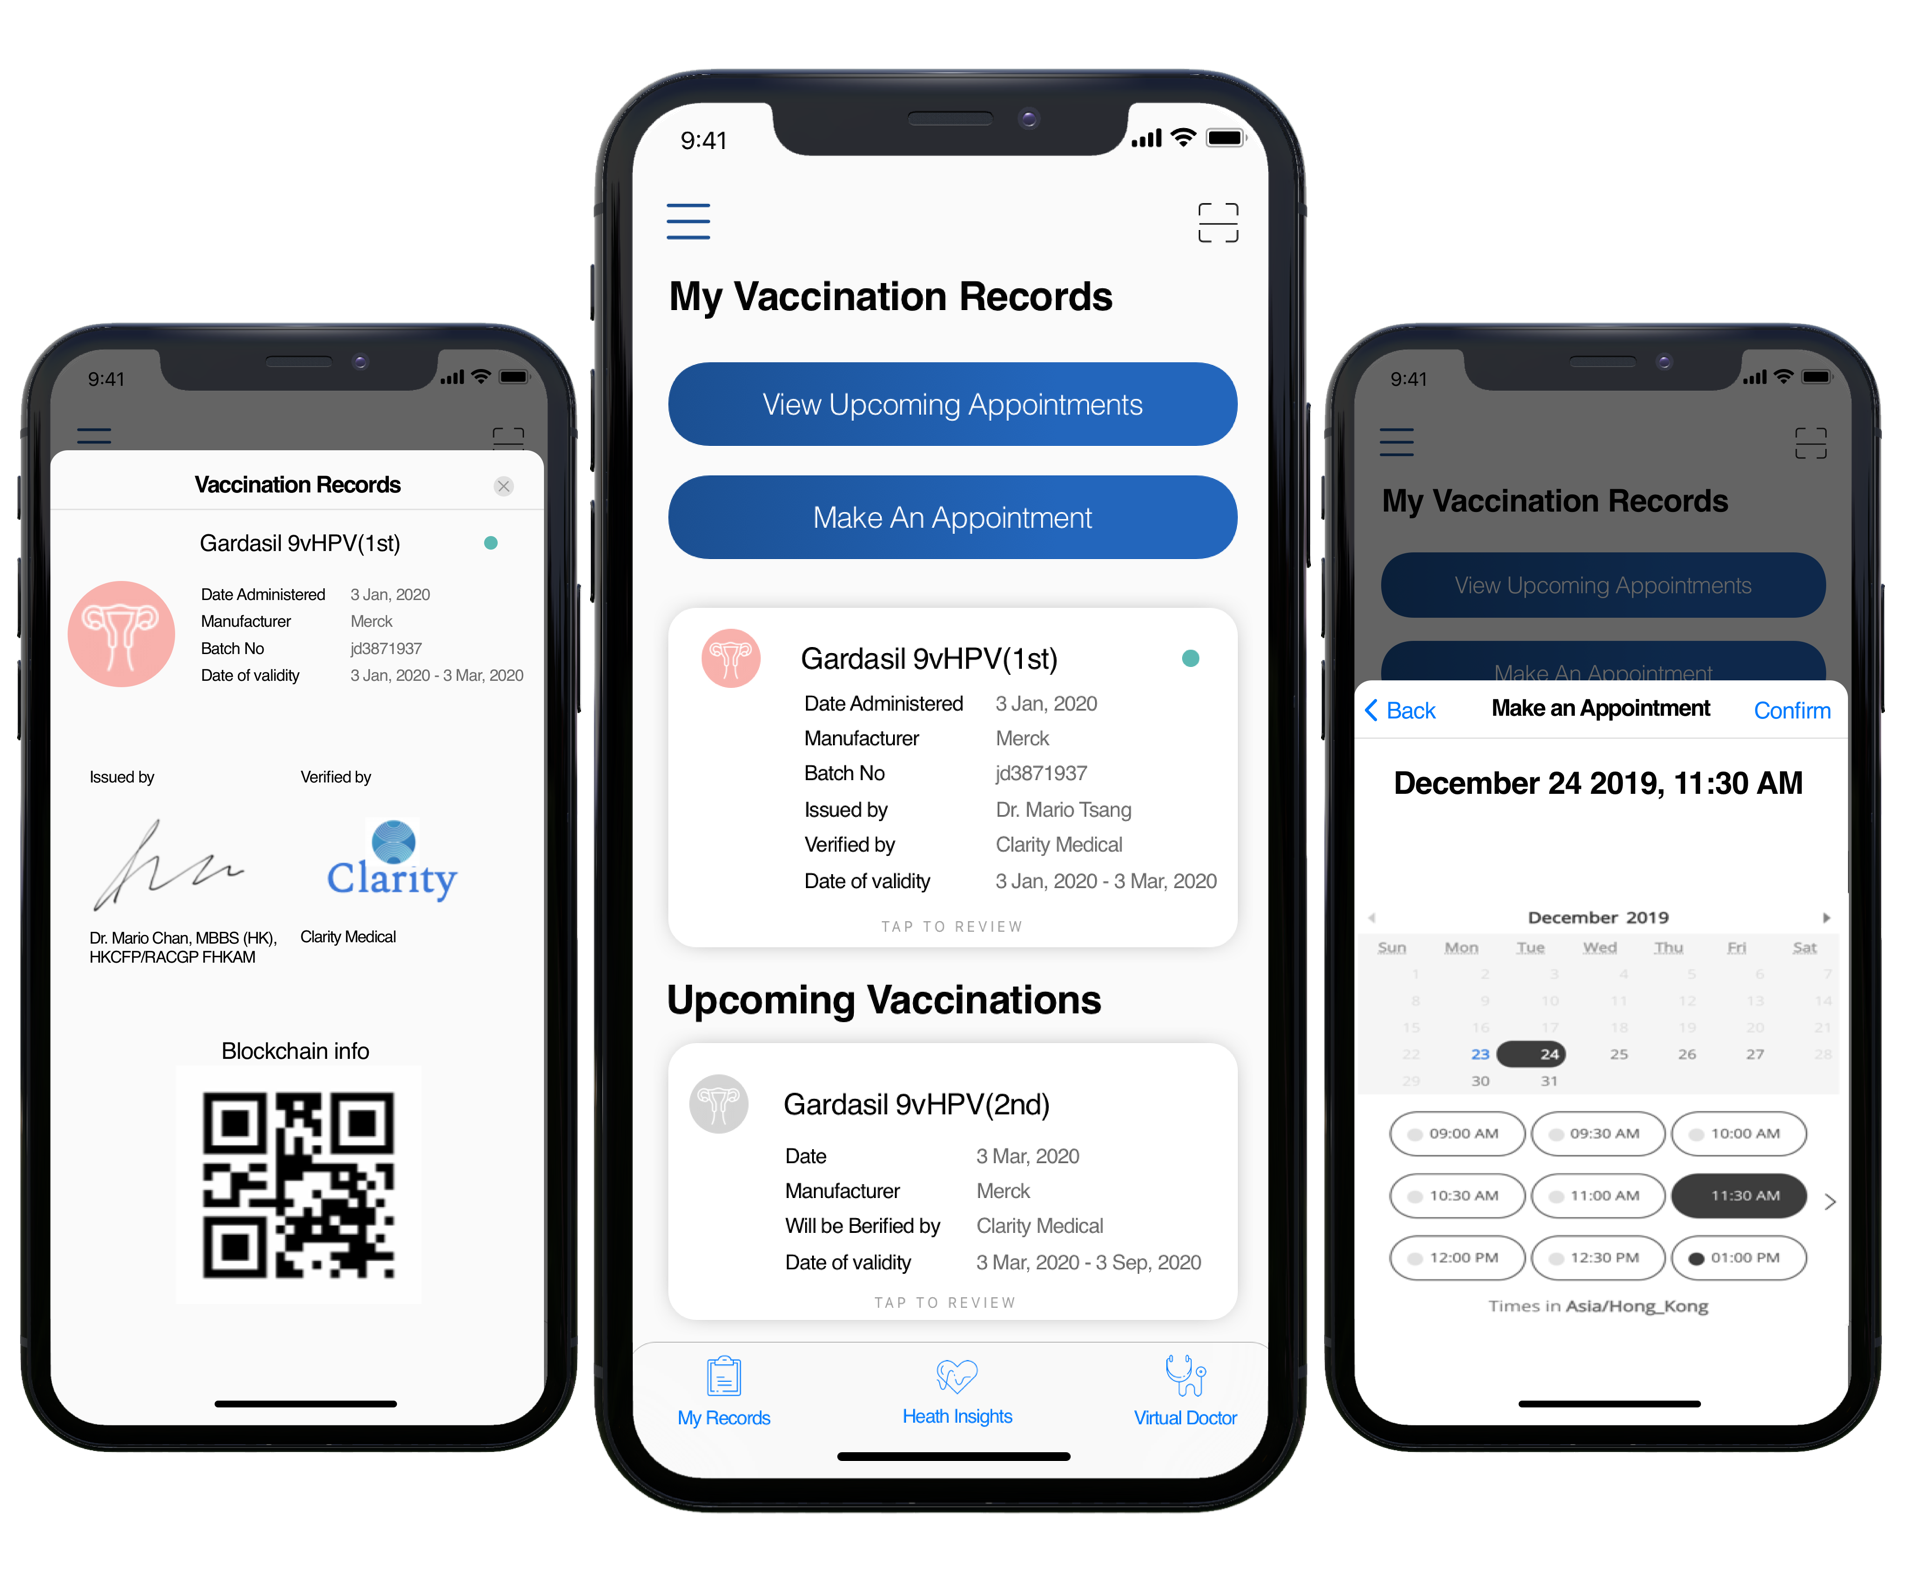 9:41
Vaccination Records
Gardasil 9vHPV(1st)
Date Administered 3 Jan, 2020
Manufacturer Merck
Batch No jd3871937
Date of validity 3 Jan, 2020 - 3 Mar, 2020
Issued by Verified by
Clarity
Dr. Mario Chan, MBBS (HK), Clarity Medical
HKCFP/RACGP FHKAM
Blockchain info
9:41
My Vaccination Records
View Upcoming Appointments
Make An Appointment
Gardasil 9vHPV(1st)
Date Administered 3 Jan, 2020
Manufacturer Merck
Batch No jd3871937
Issued by Dr. Mario Tsang
Verified by Clarity Medical
Date of validity 3 Jan, 2020 - 3 Mar, 2020
TAP TO REVIEW
Upcoming Vaccinations
Gardasil 9vHPV(2nd)
Date 3 Mar, 2020
Manufacturer Merck
Will be Berified by Clarity Medical
Date of validity 3 Mar, 2020 - 3 Sep, 2020
TAP TO REVIEW
My Records Heath Insights Virtual Doctor
9:41
My Vaccination Records
View Upcoming Appointments
Make An Appointment
Back Make an Appointment Confirm
December 24 2019, 11:30 AM
December 2019
Sun Mon Tue Wed Thu Fri Sat
1 2 3 4 5 6 7
8 9 10 11 12 13 14
15 16 17 18 19 20 21
22 23 24 25 26 27 28
29 30 31
09:00 AM 09:30 AM 10:00 AM
10:30 AM 11:00 AM 11:30 AM
12:00 PM 12:30 PM 01:00 PM
Times in Asia/Hong_Kong